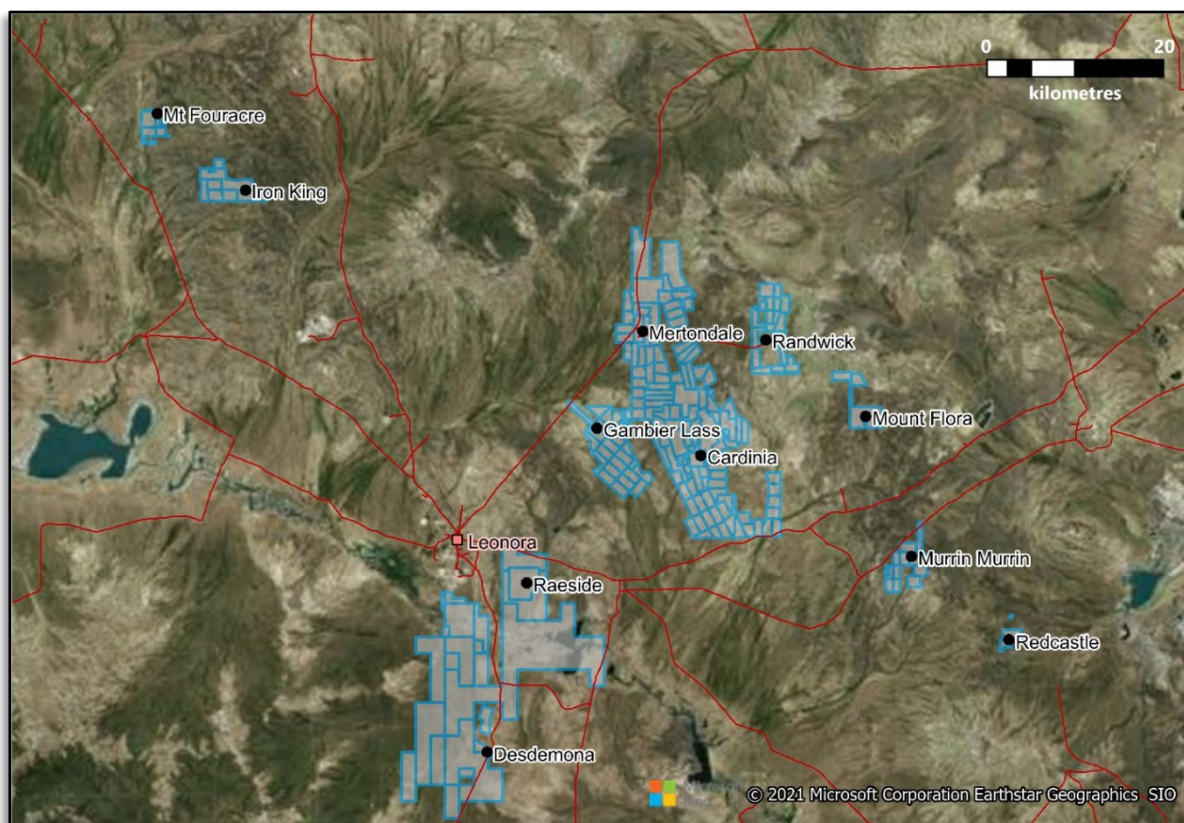 0 20
kilometres
Mt Fouracre
Iron King
Mertondale
Randwick
Mount Flora
Gambier Lass
Cardinia
Leonora
Murrin Murrin
Raeside
Redcastle
Desdemona
© 2021 Microsoft Corporation Earthstar Geographics SIO